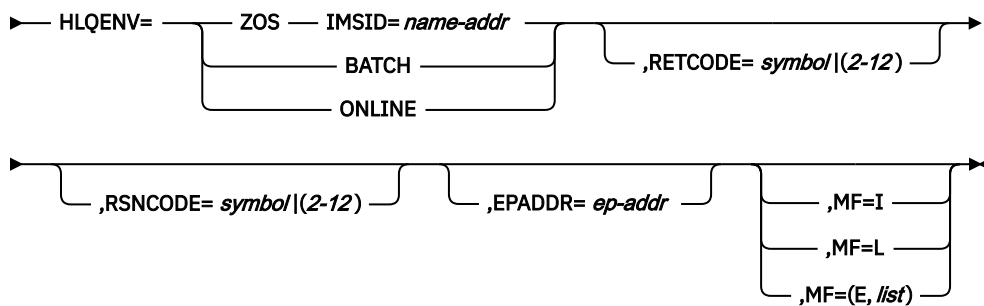 HLQENV= ZOS IMSID= name-addr
BATCH
ONLINE
,RETCODE= symbol|(2-12)
,RSNCODE= symbol|(2-12)
,EPADDR= ep-addr
,MF=I
,MF=L
,MF=(E, list)